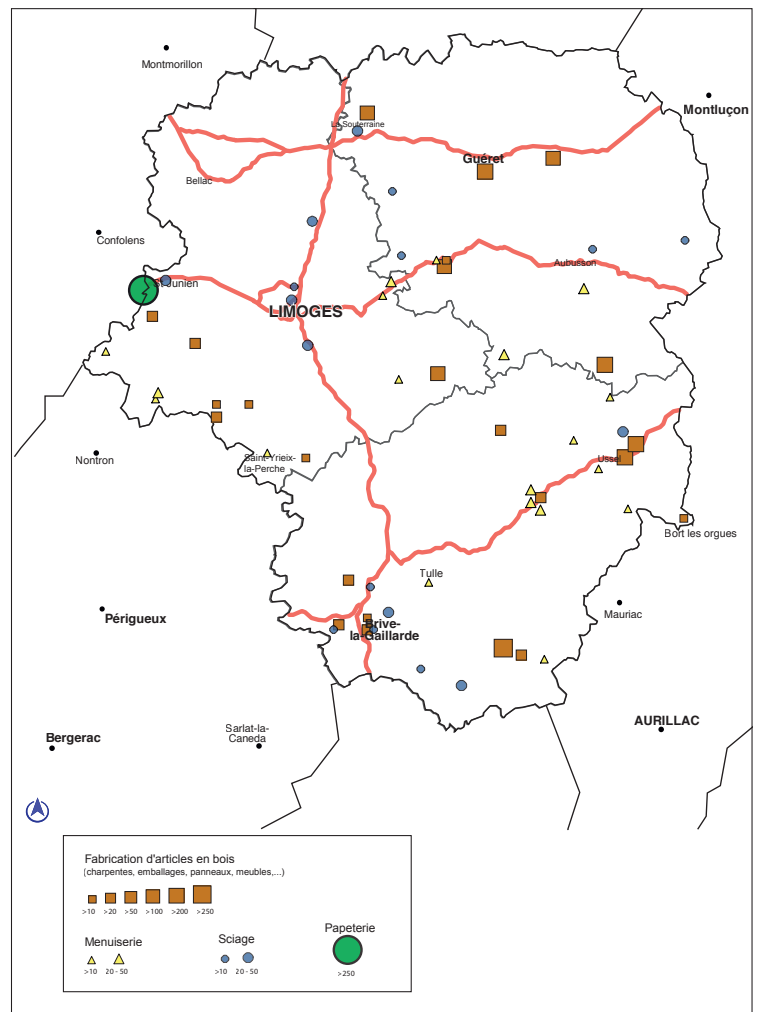 Montmorillon
Montluçon
La Souterraine
Guéret
Bellac
Confolens
Aubusson
St Junien
LIMOGES
Saint-Yrieix-
la-Perche
Nontron
Ussel
Bort les orgues
Tulle
Mauriac
Périgueux
Brive-
la-Gaillarde
AURILLAC
Sarlat-la-
Caneda
Bergerac
Fabrication d'articles en bois
(charpentes, emballages, panneaux, meubles,...)
>10 >20 >50 >100 >200 >250
Menuiserie
>10 20 - 50
Sciage
>10 20 - 50
Papeterie
>250